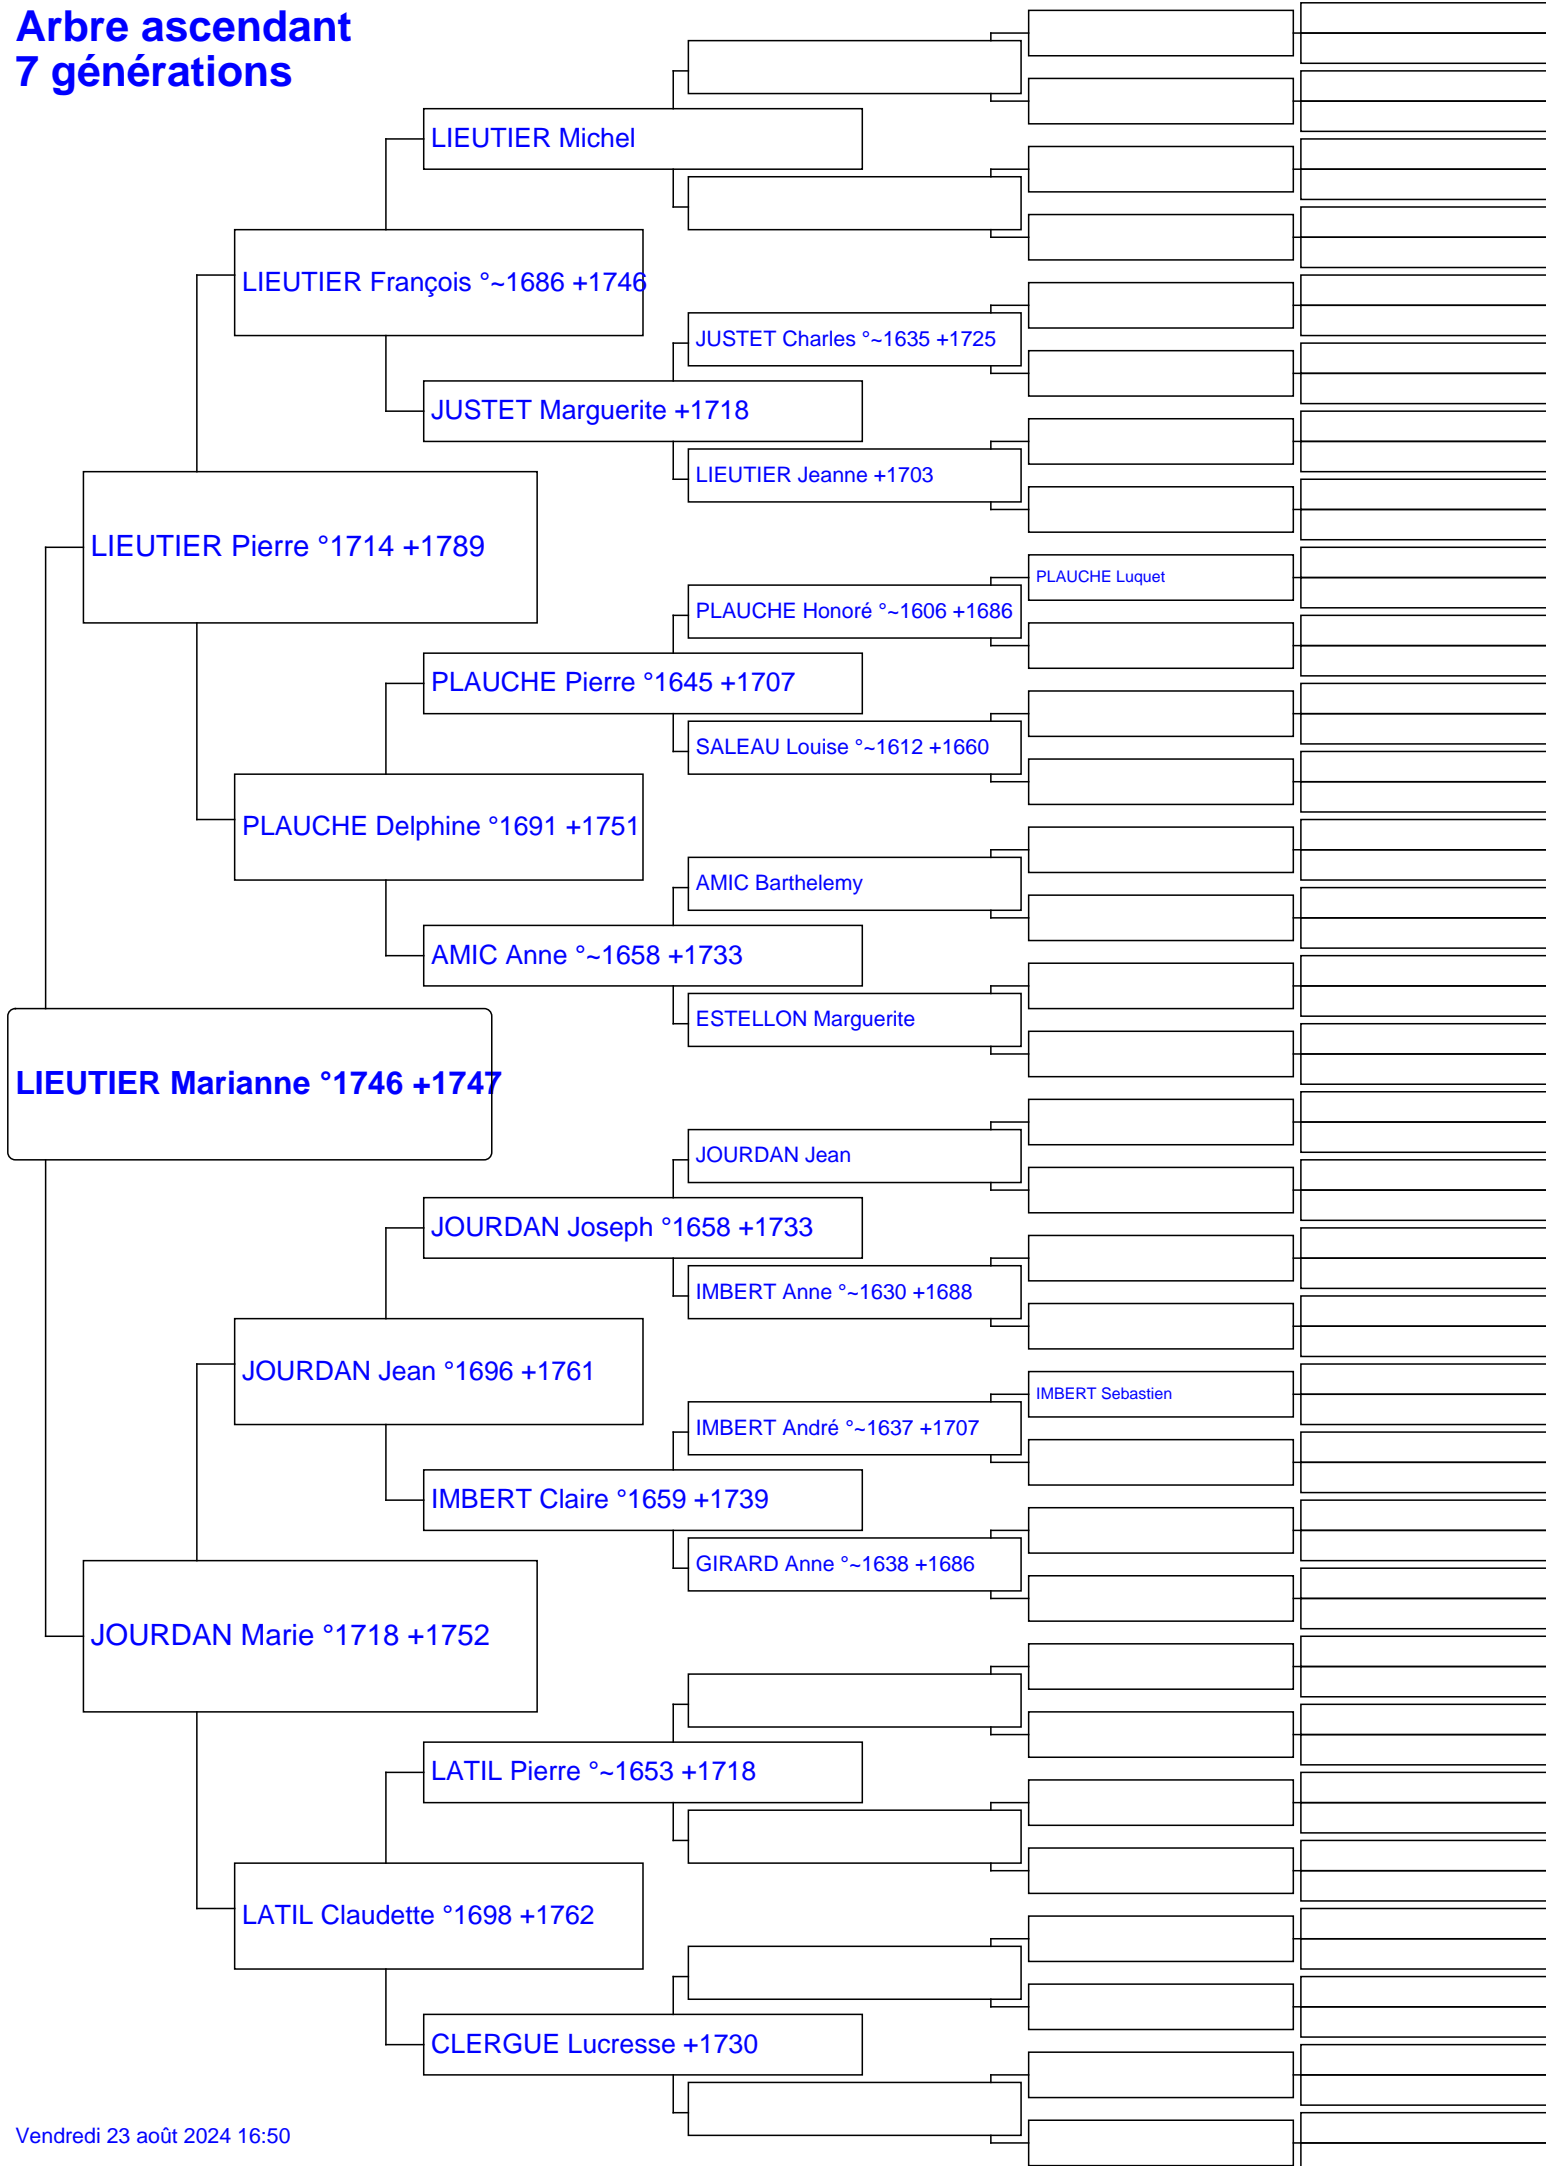 Arbre ascendant
7 générations
LIEUTIER Michel
LIEUTIER François °~1686 +1746
JUSTET Charles °~1635 +1725
JUSTET Marguerite +1718
LIEUTIER Jeanne +1703
LIEUTIER Pierre °1714 +1789
PLAUCHE Luquet
PLAUCHE Honoré °~1606 +1686
PLAUCHE Pierre °1645 +1707
SALEAU Louise °~1612 +1660
PLAUCHE Delphine °1691 +1751
AMIC Barthelemy
AMIC Anne °~1658 +1733
ESTELLON Marguerite
LIEUTIER Marianne °1746 +1747
JOURDAN Jean
JOURDAN Joseph °1658 +1733
IMBERT Anne °~1630 +1688
JOURDAN Jean °1696 +1761
IMBERT Sebastien
IMBERT André °~1637 +1707
IMBERT Claire °1659 +1739
GIRARD Anne °~1638 +1686
JOURDAN Marie °1718 +1752
LATIL Pierre °~1653 +1718
LATIL Claudette °1698 +1762
CLERGUE Lucresse +1730
Vendredi 23 août 2024 16:50